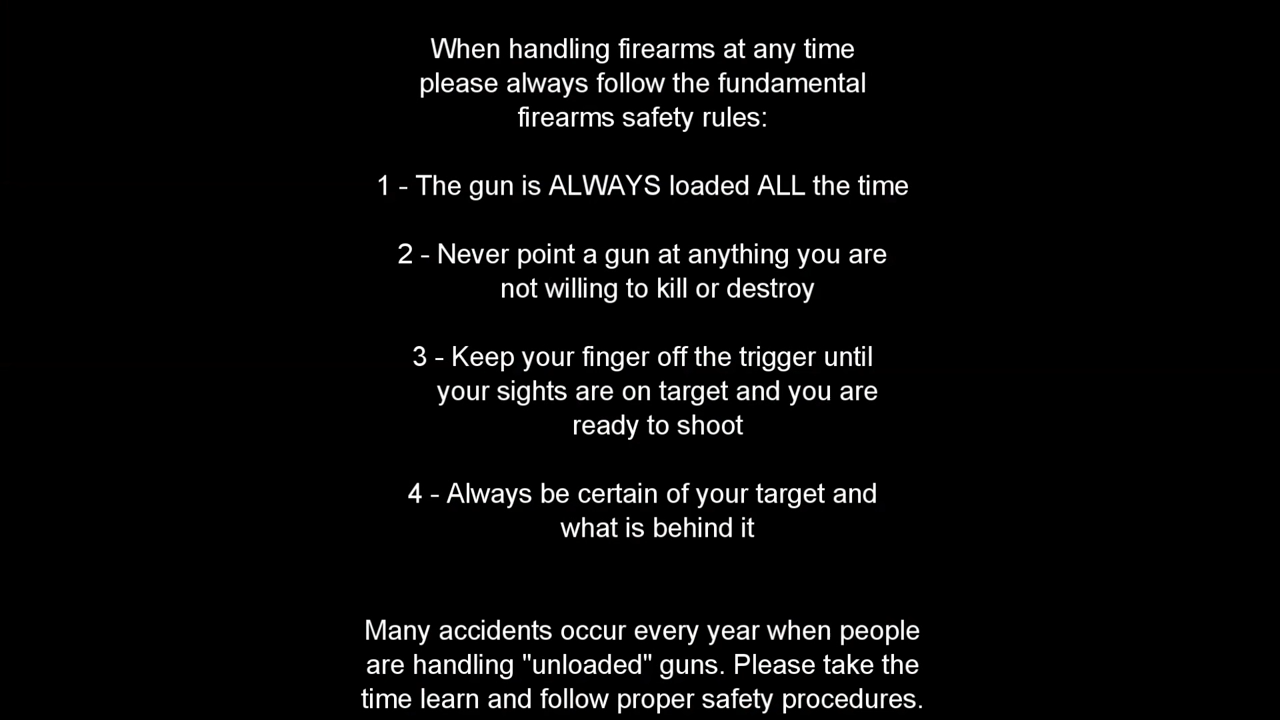 When handling firearms at any time
please always follow the fundamental
firearms safety rules:
1 - The gun is ALWAYS loaded ALL the time
2 - Never point a gun at anything you are
not willing to kill or destroy
3 - Keep your finger off the trigger until
your sights are on target and you are
ready to shoot
4 - Always be certain of your target and
what is behind it
Many accidents occur every year when people
are handling "unloaded" guns. Please take the
time learn and follow proper safety procedures.